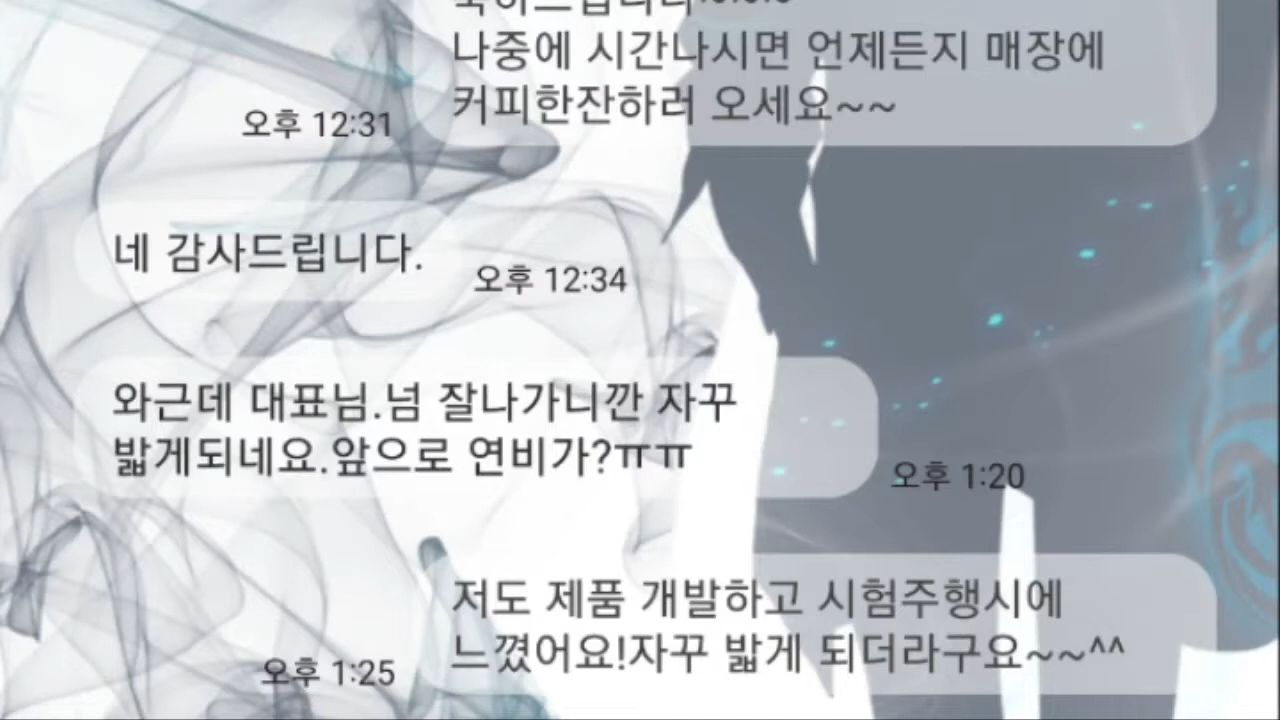 나중에 시간나시면 언제든지 매장에
커피한잔하러 오세요~~
오후 12:31
네 감사드립니다.
오후 12:34
와근데 대표님.넘 잘나가니깐 자꾸
밟게되네요.앞으로 연비가?ㅠㅠ
오후 1:20
저도 제품 개발하고 시험주행시에
느꼈어요!자꾸 밟게 되더라구요~~^^
오후 1:25